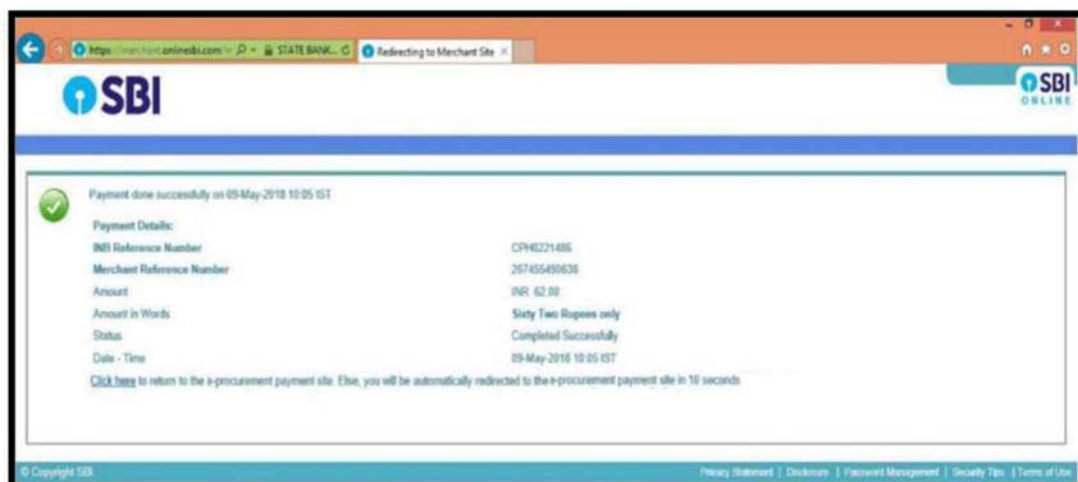 https://merchant.onlinesbi.com/ STATE BANK... Redirecting to Merchant Site
SBI
SBI
ONLINE
Payment done successfully on 09-May-2018 10:05 IST
Payment Details:
INB Reference Number CPH0221486
Merchant Reference Number 267455490638
Amount INR 62.00
Amount in Words Sixty Two Rupees only
Status Completed Successfully
Date - Time 09-May-2018 10:05 IST
Click here to return to the e-procurement payment site. Else, you will be automatically redirected to the e-procurement payment site in 10 seconds
© Copyright SBI. Privacy Statement | Disclosure | Password Management | Security Tips | Terms of Use